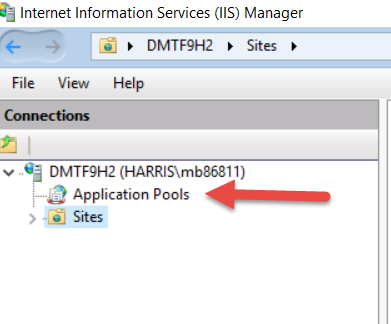 Internet Information Services (IIS) Manager
DMTF9H2 Sites
File View Help
Connections
DMTF9H2 (HARRIS\mb86811)
Application Pools
Sites